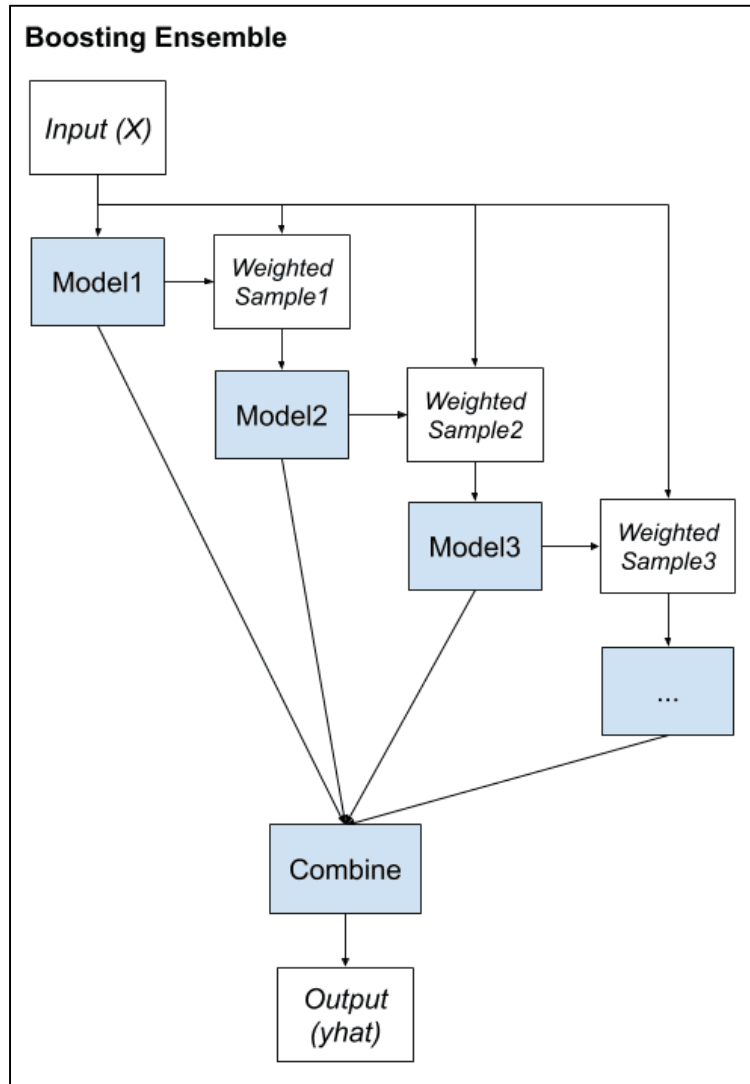 Boosting Ensemble
Input (X)
Model1
Weighted
Sample1
Model2
Weighted
Sample2
Model3
Weighted
Sample3
...
Combine
Output
(yhat)